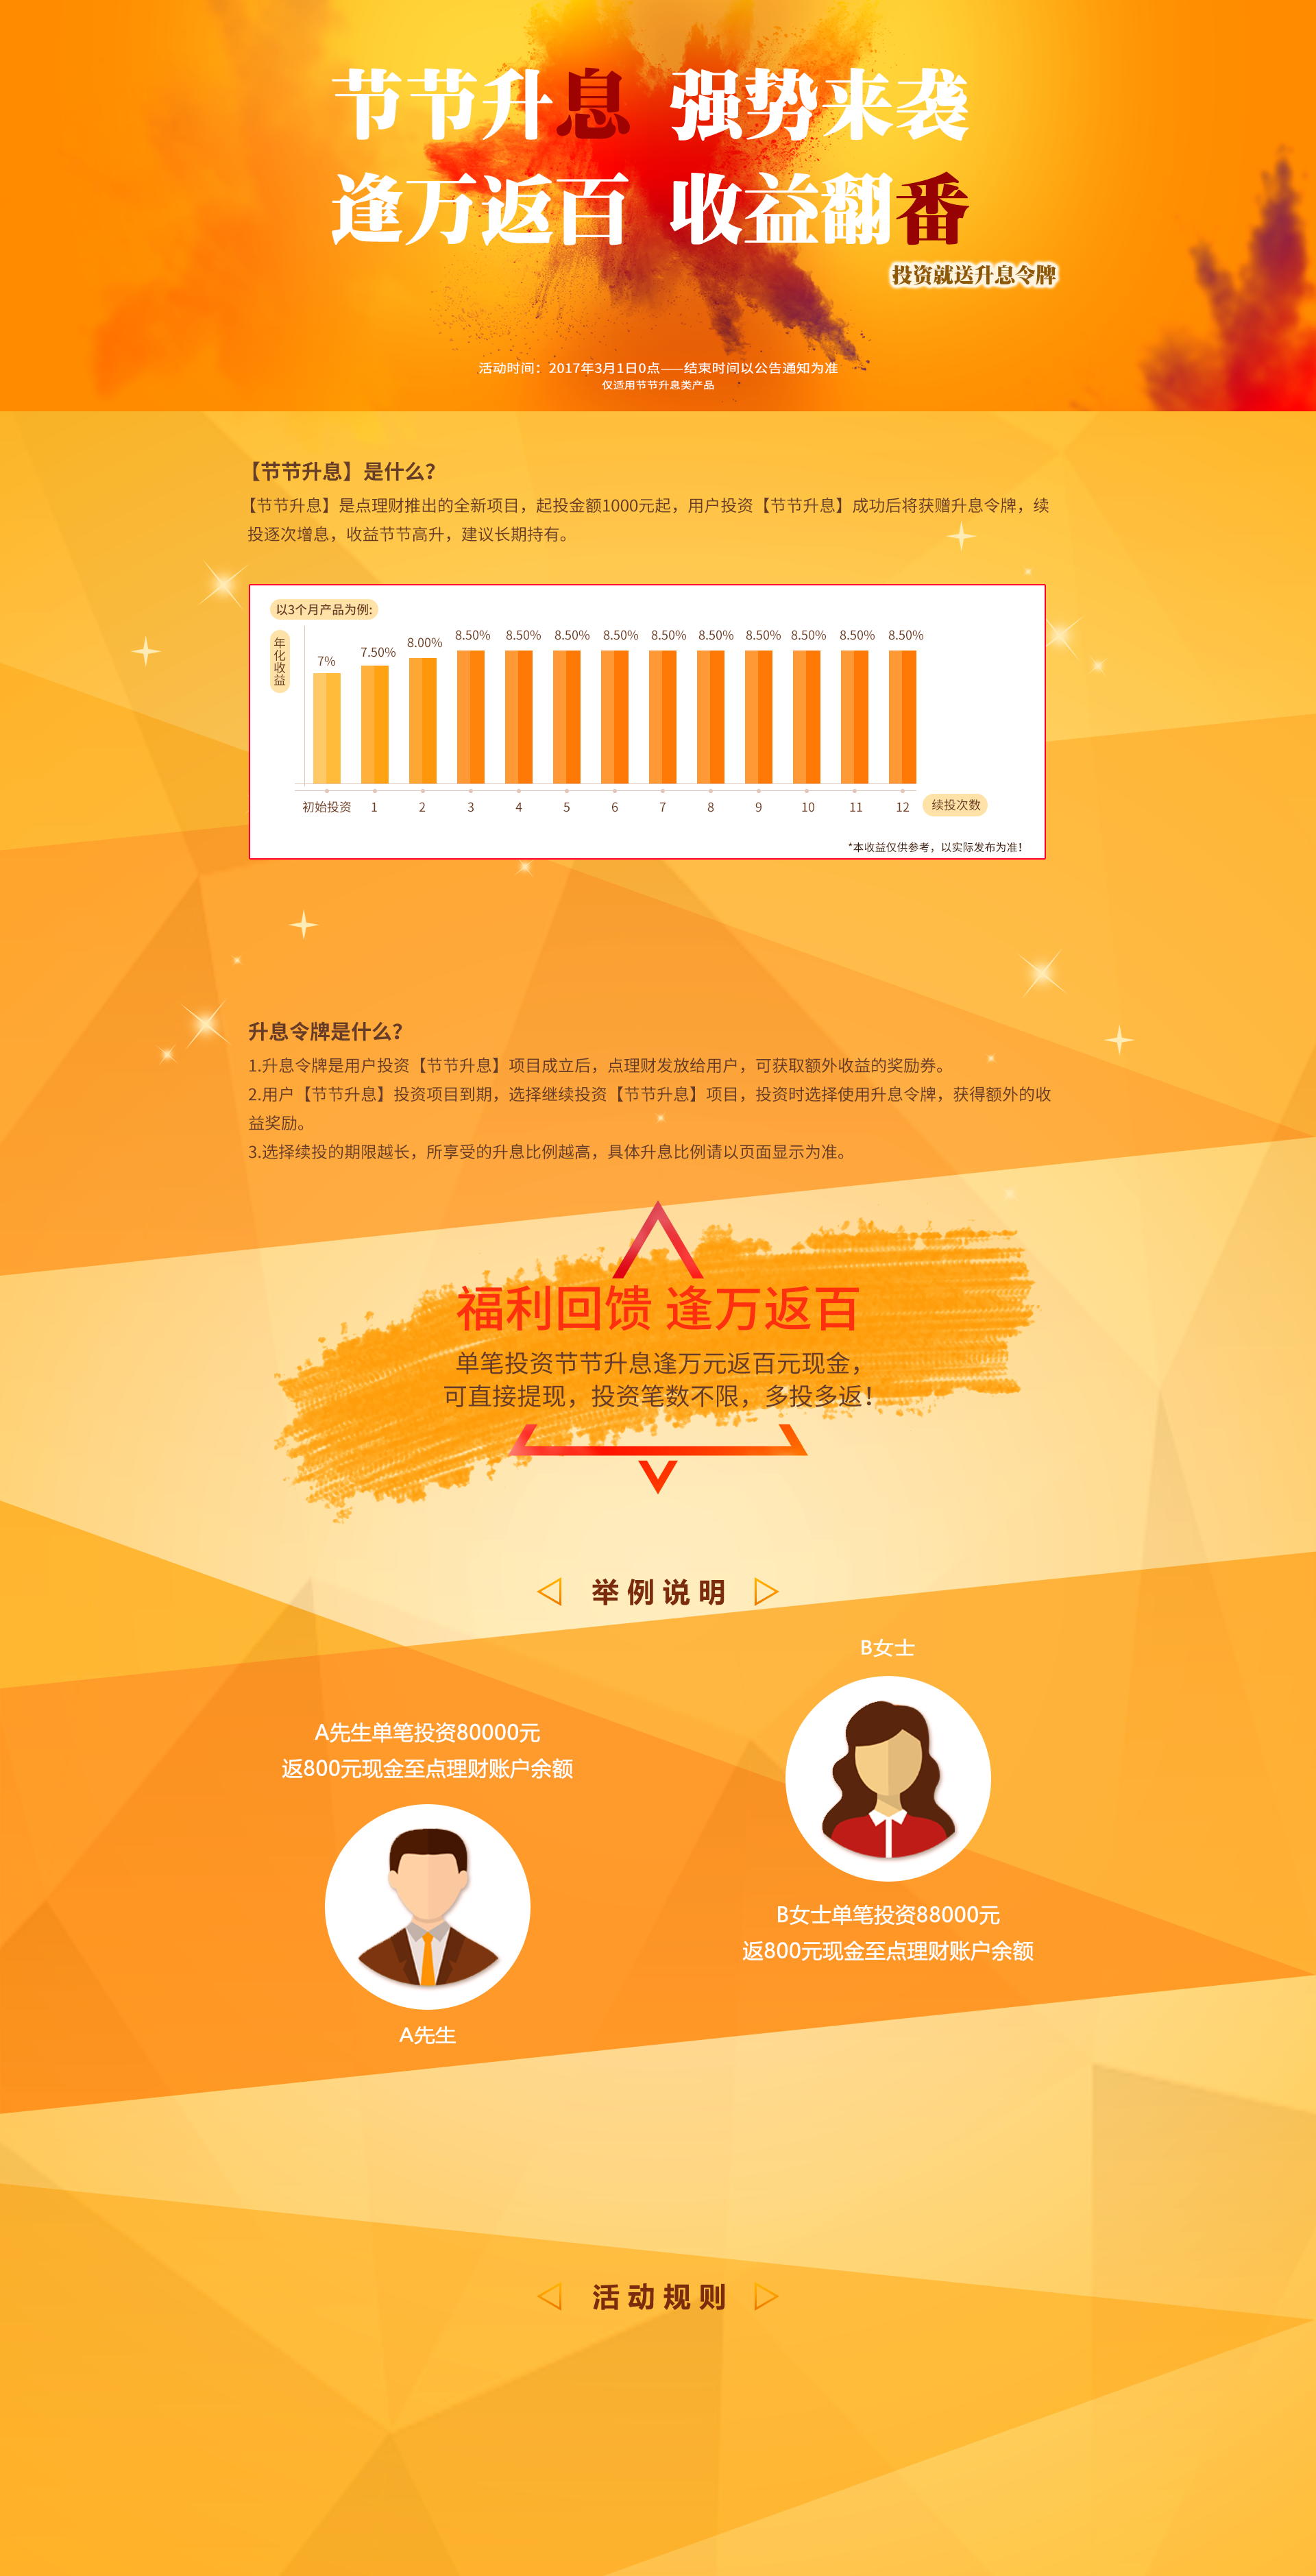 节节升息 强势来袭
逢万返百 收益翻番
投资就送升息令牌
活动时间：2017年3月1日0点——结束时间以公告通知为准
仅适用节节升息类产品
【节节升息】是什么？
【节节升息】是点理财推出的全新项目，起投金额1000元起，用户投资【节节升息】成功后将获赠升息令牌，续
投逐次增息，收益节节高升，建议长期持有。
以3个月产品为例:
年化收益
7% 7.50% 8.00% 8.50% 8.50% 8.50% 8.50% 8.50% 8.50% 8.50% 8.50% 8.50% 8.50%
初始投资 1 2 3 4 5 6 7 8 9 10 11 12 续投次数
*本收益仅供参考，以实际发布为准！
升息令牌是什么？
1.升息令牌是用户投资【节节升息】项目成立后，点理财发放给用户，可获取额外收益的奖励券。
2.用户【节节升息】投资项目到期，选择继续投资【节节升息】项目，投资时选择使用升息令牌，获得额外的收
益奖励。
3.选择续投的期限越长，所享受的升息比例越高，具体升息比例请以页面显示为准。
福利回馈 逢万返百
单笔投资节节升息逢万元返百元现金，
可直接提现，投资笔数不限，多投多返！
举例说明
A先生单笔投资80000元
返800元现金至点理财账户余额
A先生
B女士
B女士单笔投资88000元
返800元现金至点理财账户余额
活动规则